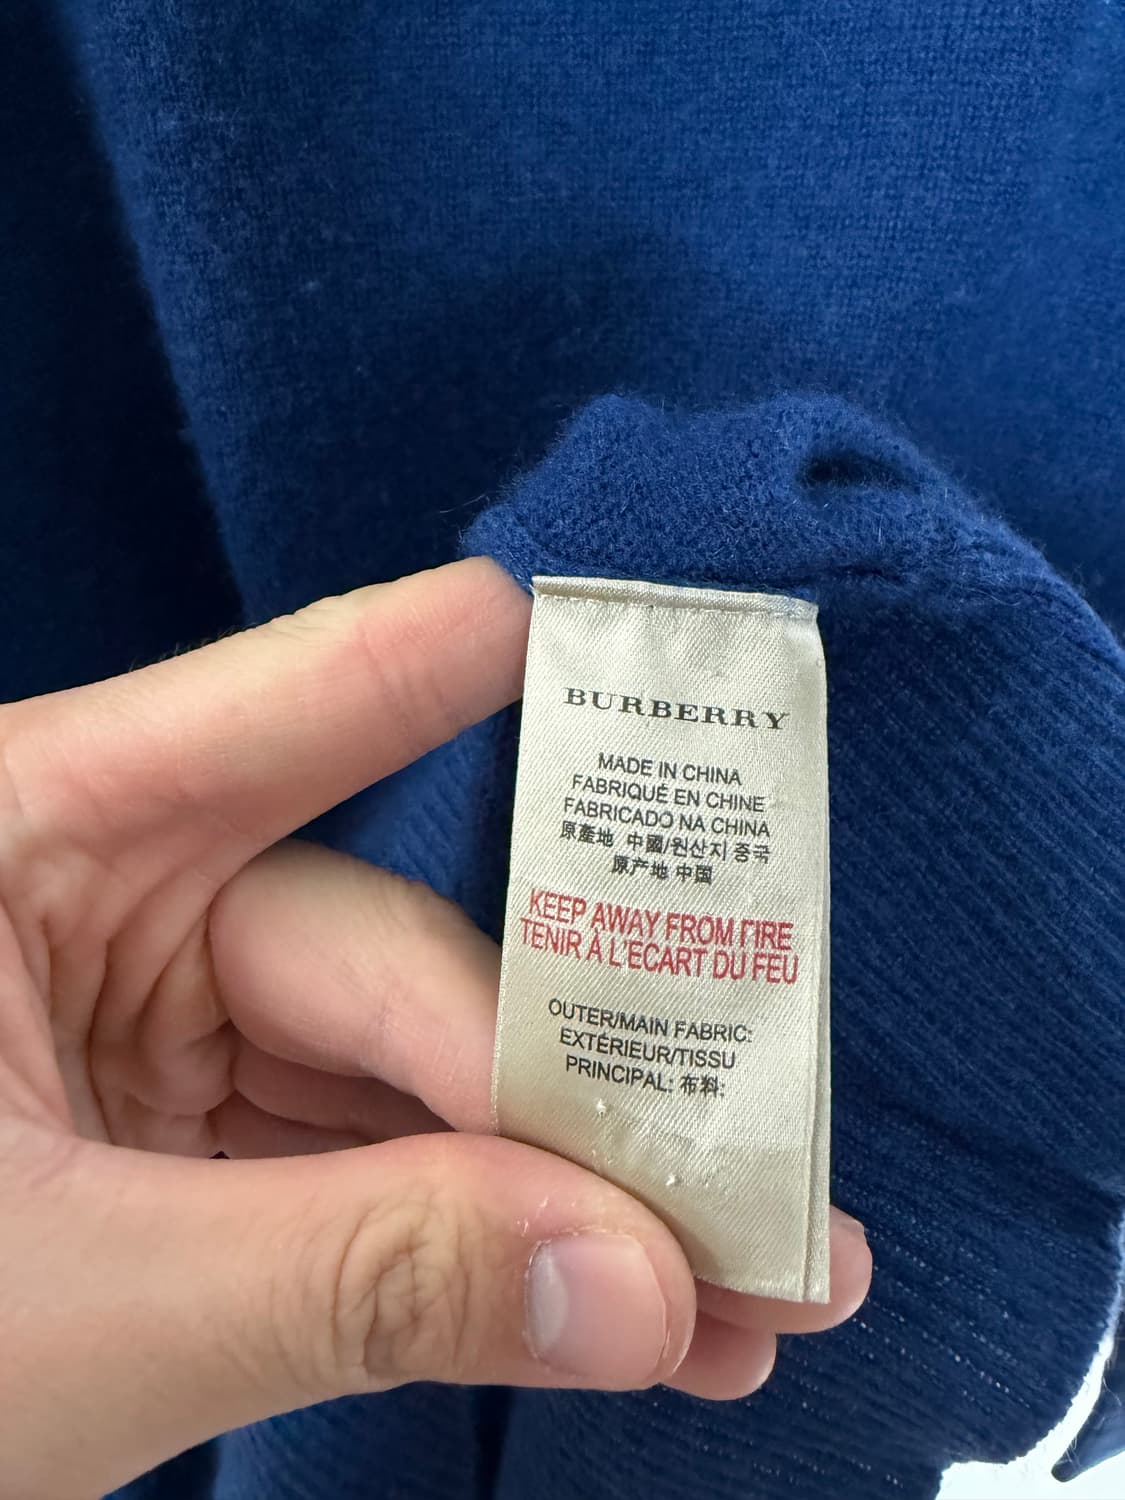 BURBERRY
MADE IN CHINA
FABRIQUÉ EN CHINE
FABRICADO NA CHINA
原產地 中國/원산지 중국
原产地 中国
KEEP AWAY FROM FIRE
TENIR À L'ECART DU FEU
OUTER/MAIN FABRIC:
EXTÉRIEUR/TISSU
PRINCIPAL: 布料: